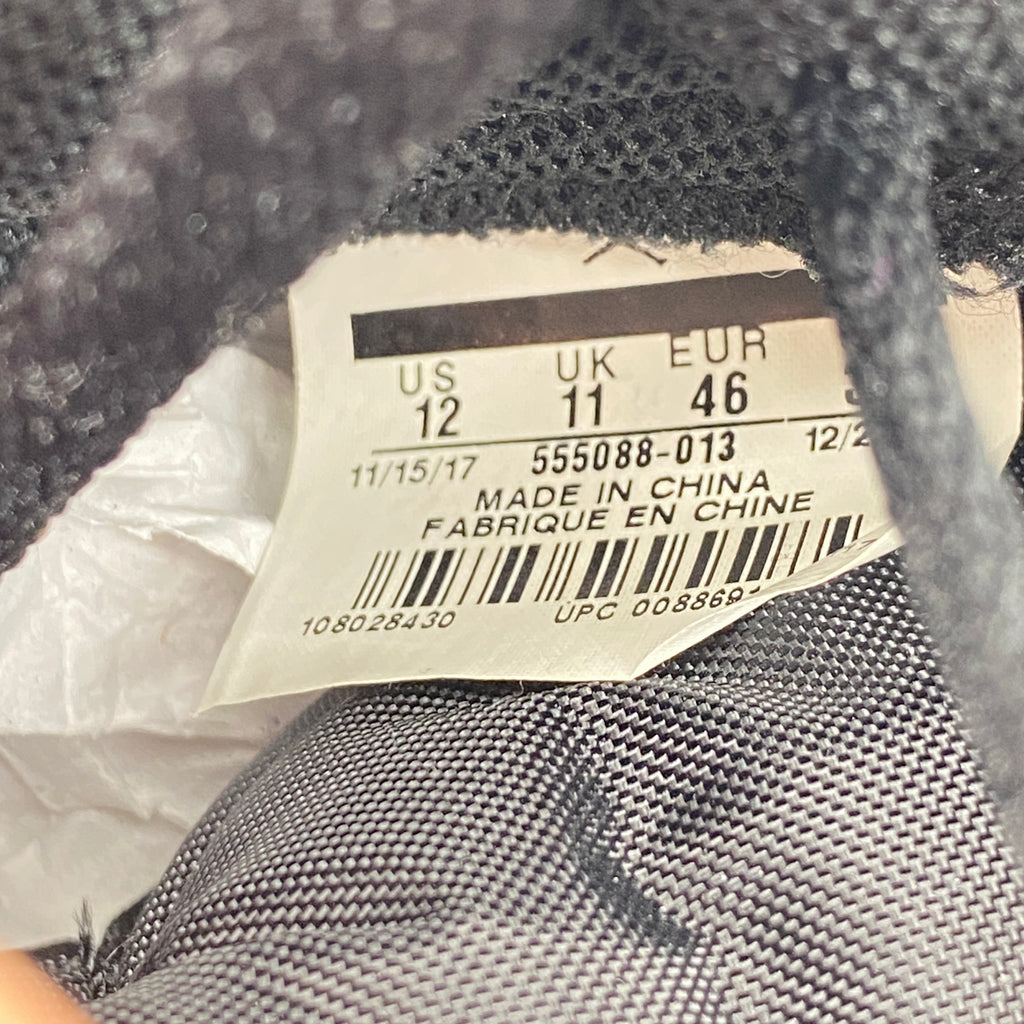 US UK EUR
12 11 46
11/15/17 555088-013 12/2
MADE IN CHINA
FABRIQUE EN CHINE
108028430 UPC 00886